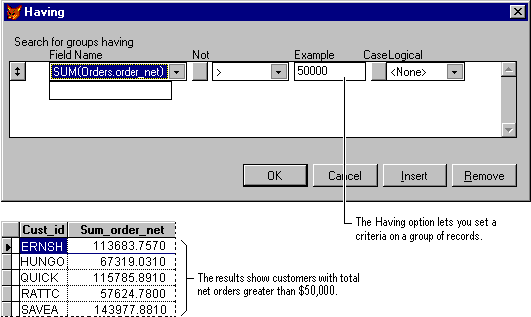 Having
Search for groups having
Field Name Not Example Case Logical
SUM(Orders.order_net) > 50000 <None>
OK Cancel Insert Remove
The Having option lets you set a
criteria on a group of records.
Cust_id Sum_order_net
ERNSH 113683.7570
HUNGO 67319.0310
QUICK 115785.8910
RATTC 57624.7800
SAVEA 143977.8810
The results show customers with total
net orders greater than $50,000.